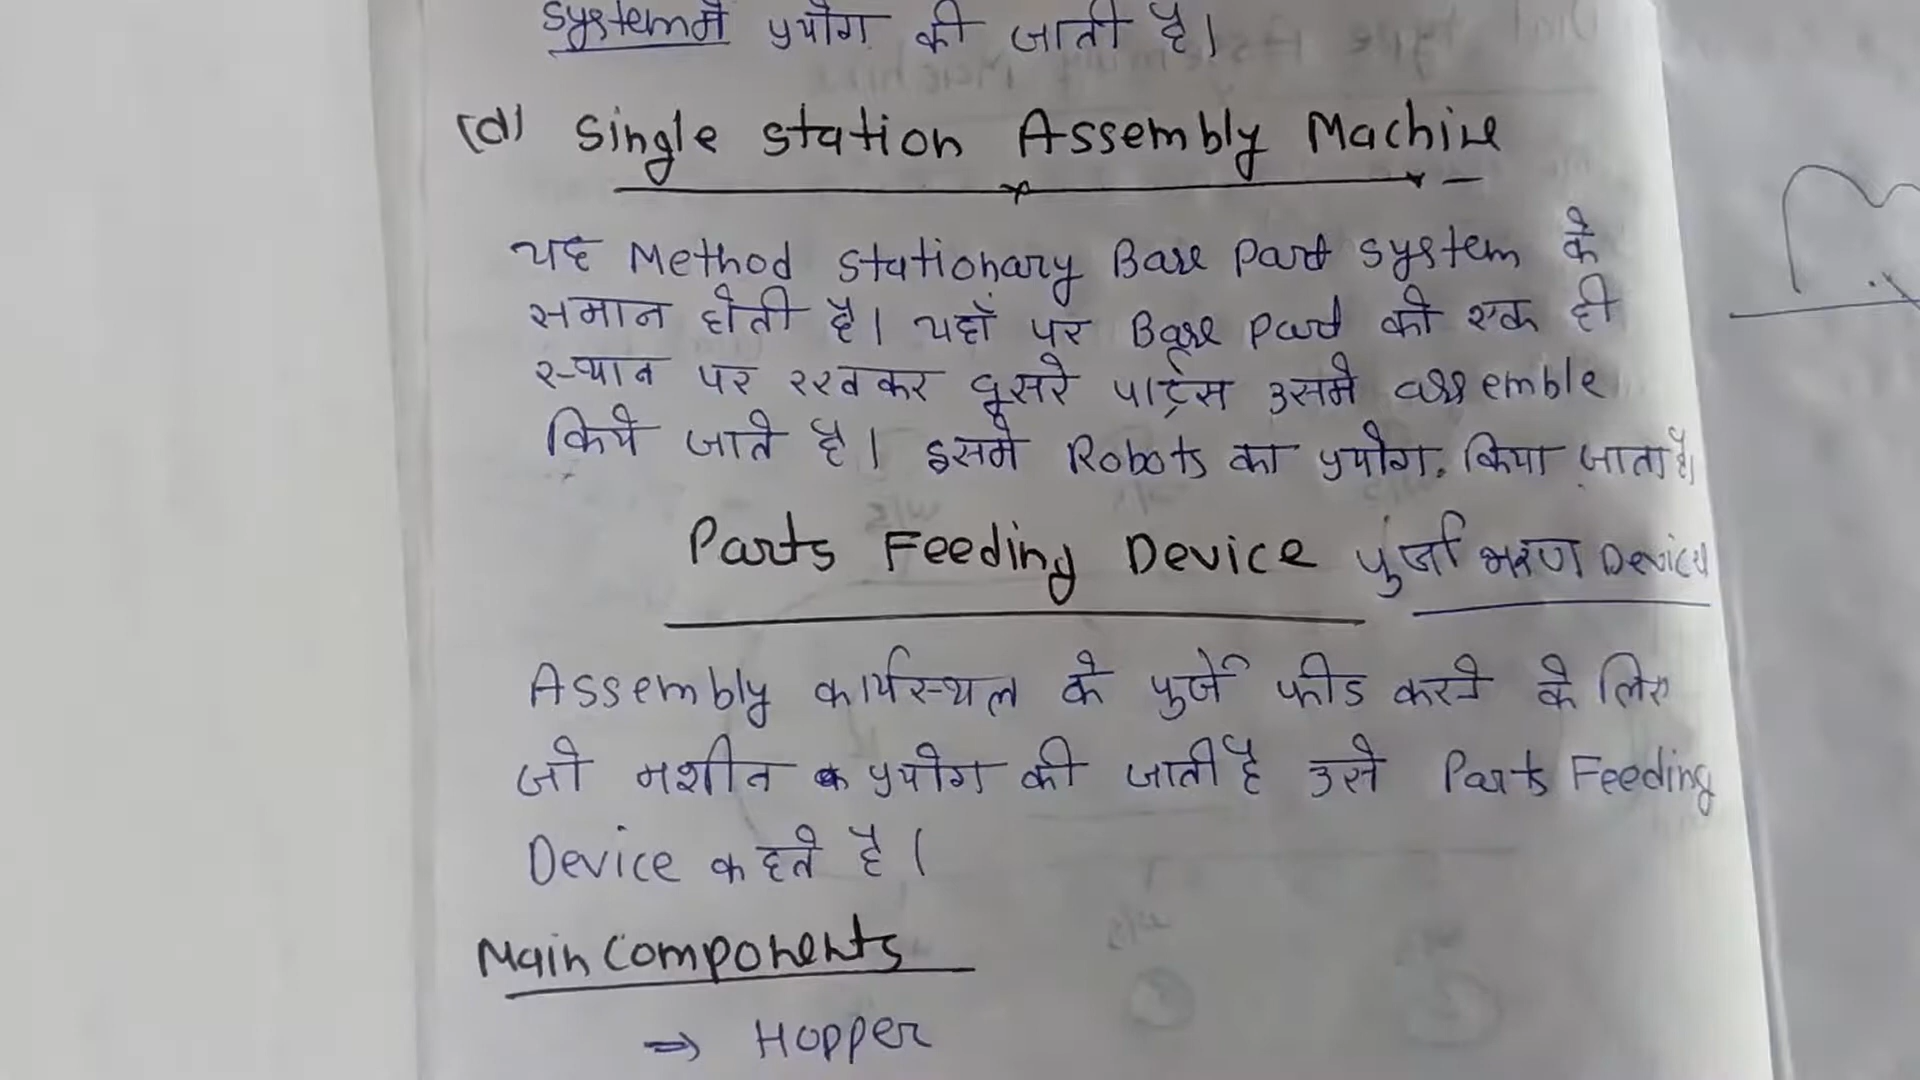 systemमे प्रयोग की जाती है।
(d) Single Station Assembly Machine
यह Method Stationary Base Part system के
समान होती है। यहाँ पर Base part को एक ही
स्थान पर रखकर दूसरे पार्ट्स उसमे assemble
किये जाते है। इसमे Robots का प्रयोग किया जाता है।
Parts Feeding Device पुर्जा भरण Device
Assembly कार्यस्थल के पुर्जे फीड करने के लिए
जो मशीन क प्रयोग की जाती है उसे Parts Feeding
Device कहते है।
Main Components
⇒ Hopper